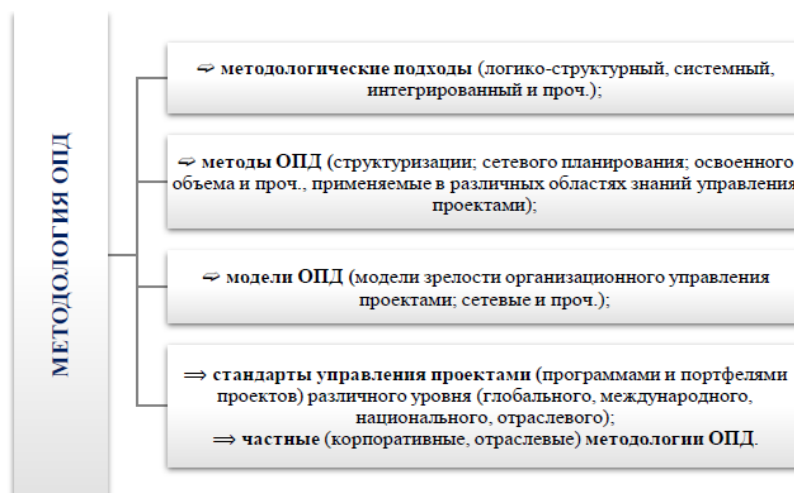 МЕТОДОЛОГИЯ ОПД
➫ методологические подходы (логико-структурный, системный,
интегрированный и проч.);
➫ методы ОПД (структуризации; сетевого планирования; освоенного
объема и проч., применяемые в различных областях знаний управления
проектами);
➫ модели ОПД (модели зрелости организационного управления
проектами; сетевые и проч.);
⟹ стандарты управления проектами (программами и портфелями
проектов) различного уровня (глобального, международного,
национального, отраслевого);
⟹ частные (корпоративные, отраслевые) методологии ОПД.